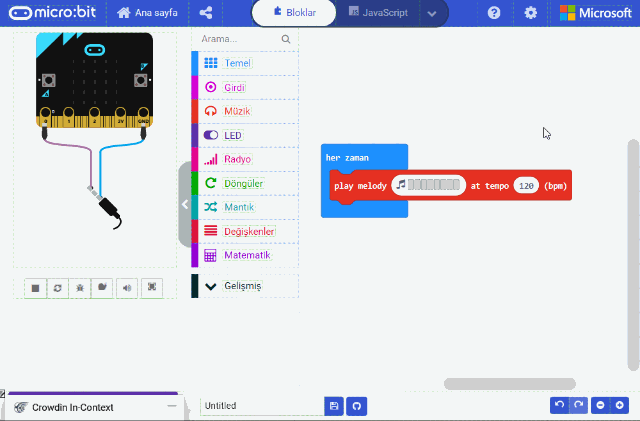 micro:bit
Ana sayfa
Bloklar
JavaScript
Microsoft
Arama...
Temel
Girdi
Müzik
LED
Radyo
Döngüler
Mantık
Değişkenler
Matematik
Gelişmiş
0 1 2 3V GND
her zaman
play melody at tempo 120 (bpm)
Crowdin In-Context
Untitled